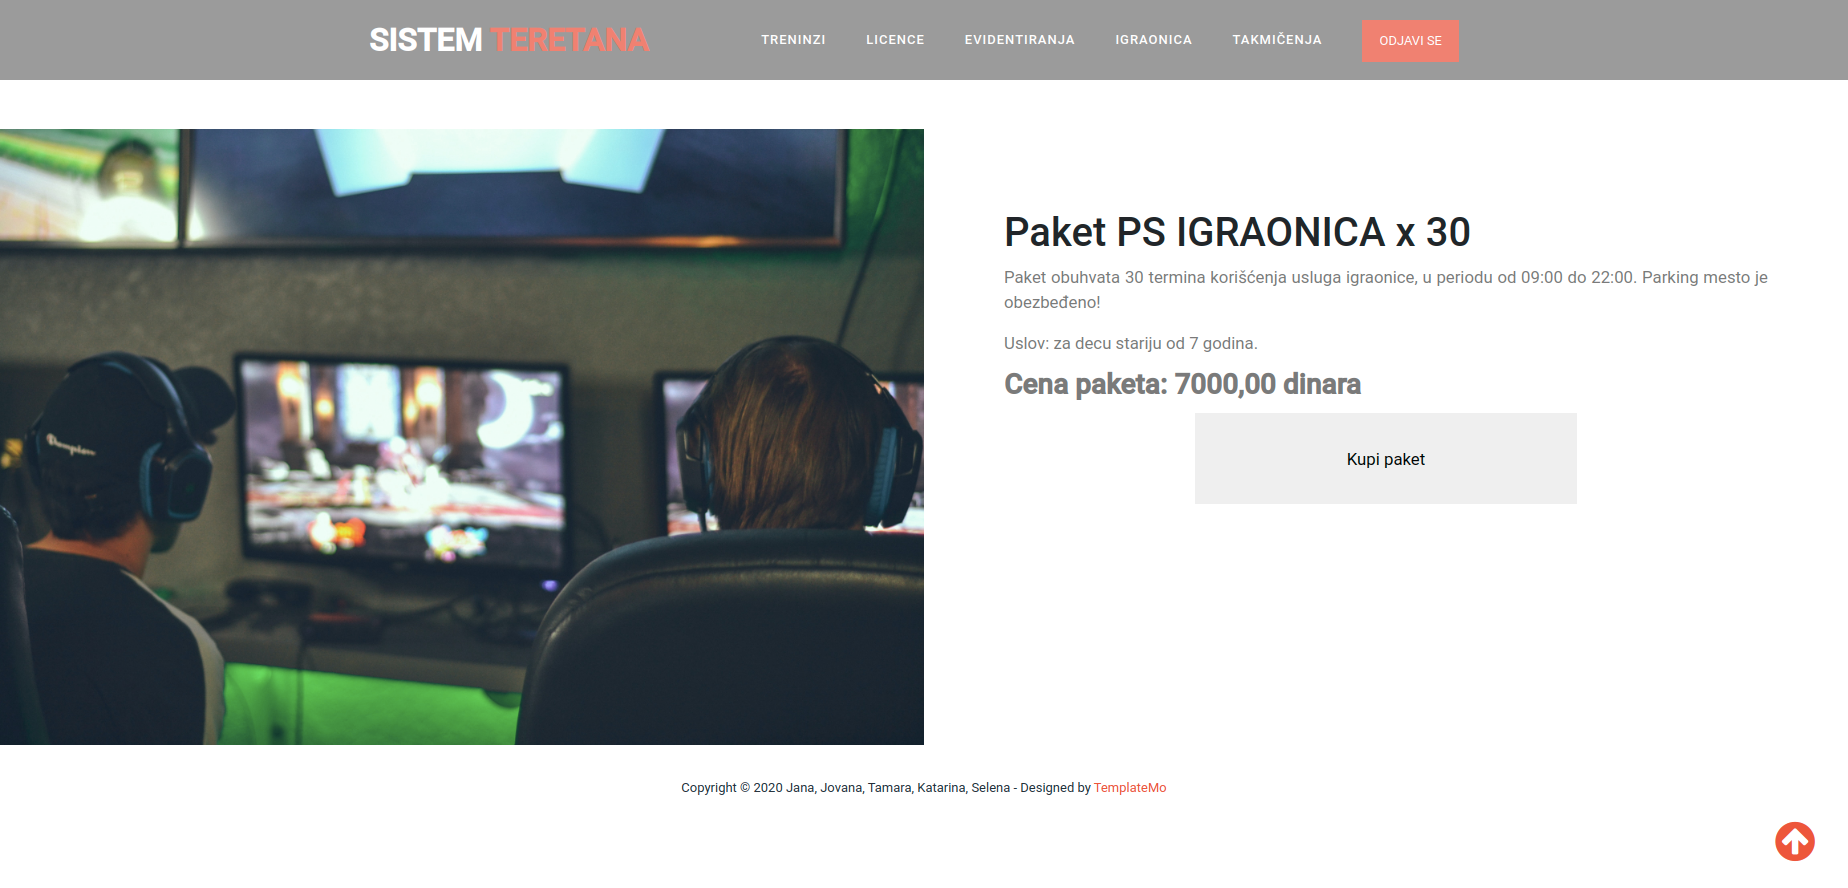 SISTEM TERETANA
TRENINZI
LICENCE
EVIDENTIRANJA
IGRAONICA
TAKMIČENJA
ODJAVI SE
Champion
Paket PS IGRAONICA x 30
Paket obuhvata 30 termina korišćenja usluga igraonice, u periodu od 09:00 do 22:00. Parking mesto je
obezbeđeno!
Uslov: za decu stariju od 7 godina.
Cena paketa: 7000,00 dinara
Kupi paket
Copyright © 2020 Jana, Jovana, Tamara, Katarina, Selena - Designed by TemplateMo